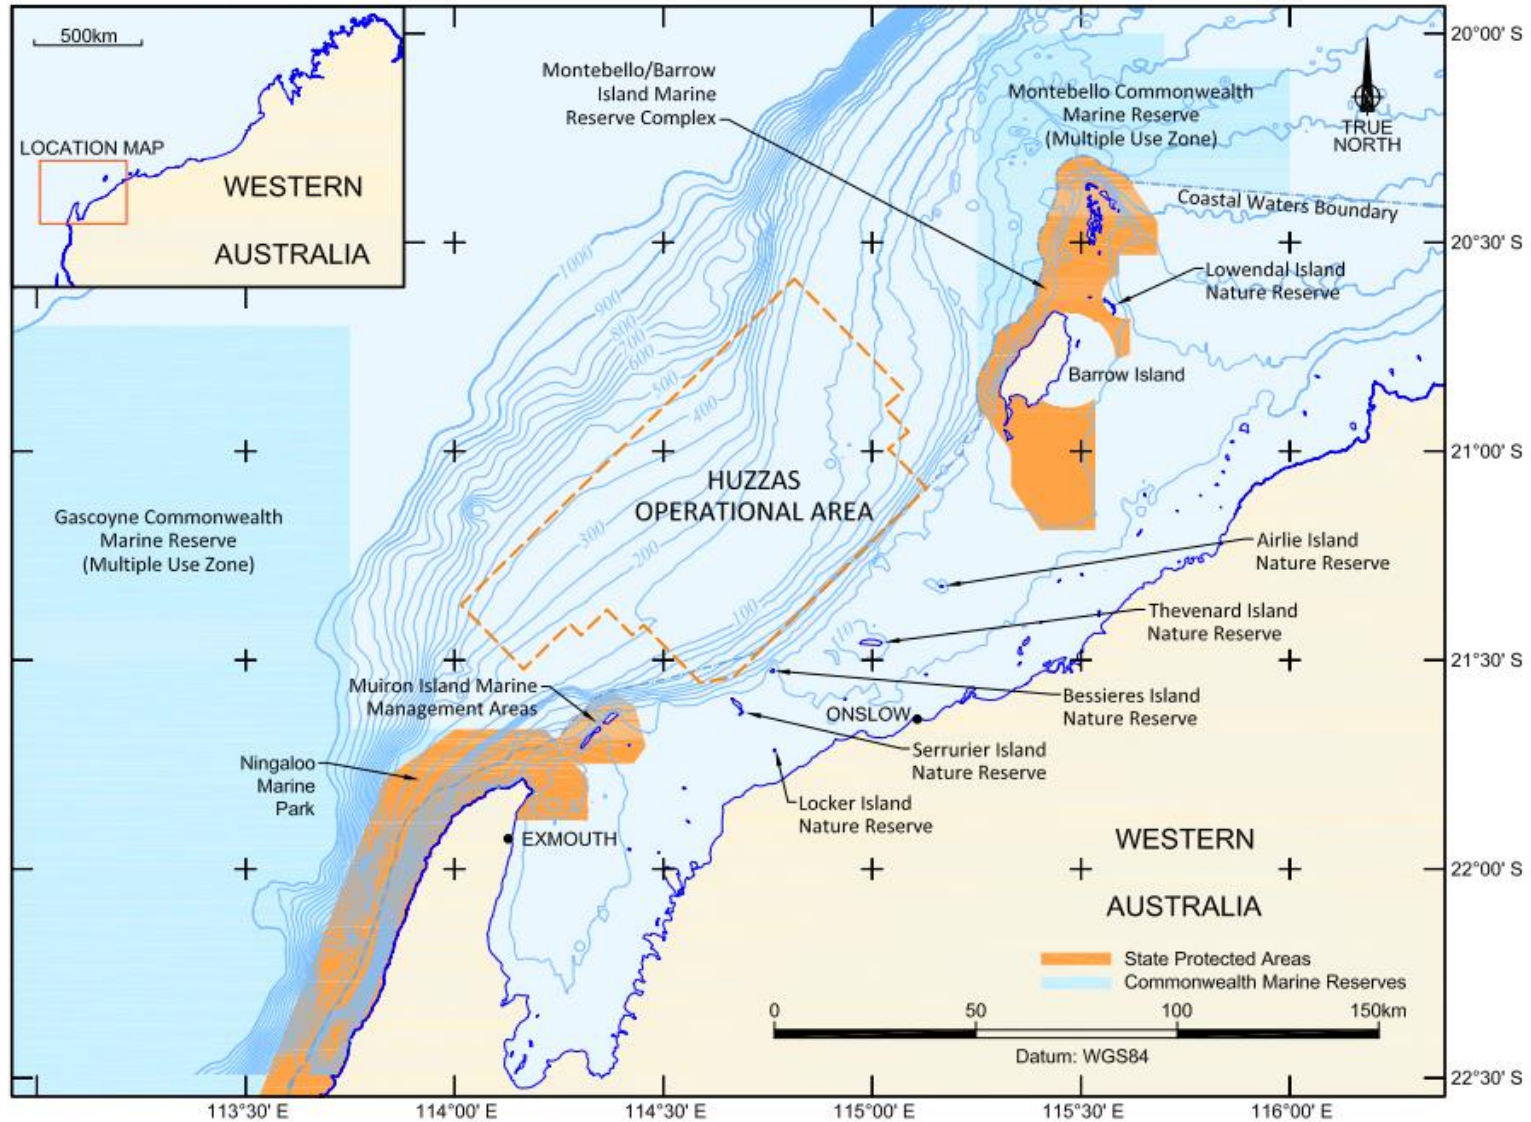 500km
LOCATION MAP
WESTERN
AUSTRALIA
Montebello/Barrow
Island Marine
Reserve Complex
Montebello Commonwealth
Marine Reserve
(Multiple Use Zone)
TRUE
NORTH
Coastal Waters Boundary
Lowendal Island
Nature Reserve
Barrow Island
1000
900
800
700
600
500
400
300
200
100
10
HUZZAS
OPERATIONAL AREA
Gascoyne Commonwealth
Marine Reserve
(Multiple Use Zone)
Airlie Island
Nature Reserve
Thevenard Island
Nature Reserve
Bessieres Island
Nature Reserve
Muiron Island Marine
Management Areas
ONSLOW
Serrurier Island
Nature Reserve
Ningaloo
Marine
Park
Locker Island
Nature Reserve
EXMOUTH
WESTERN
AUSTRALIA
State Protected Areas
Commonwealth Marine Reserves
0 50 100 150km
Datum: WGS84
20°00' S
20°30' S
21°00' S
21°30' S
22°00' S
22°30' S
113°30' E 114°00' E 114°30' E 115°00' E 115°30' E 116°00' E